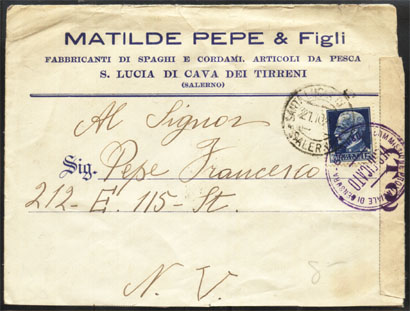 MATILDE PEPE & Figli
FABBRICANTI DI SPAGHI E CORDAMI. ARTICOLI DA PESCA
S. LUCIA DI CAVA DEI TIRRENI
(SALERNO)
Al Signor
Sig. Pepe Francesco
212 - E. 115 - St.
N. Y.